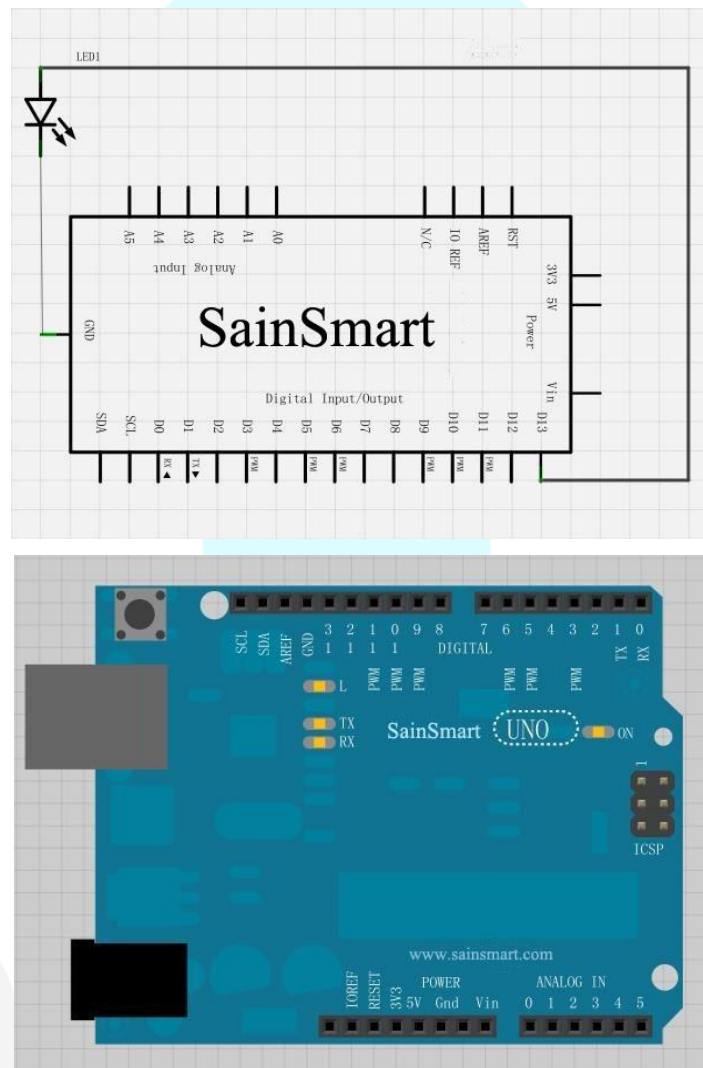 LED1
A5 A4 A3 A2 A1 A0 N/C IO REF AREF RST
Analog Input
3V3
5V
Power
Vin
GND
SainSmart
Digital Input/Output
SDA SCL D0 D1 D2 D3 D4 D5 D6 D7 D8 D9 D10 D11 D12 D13
RX TX PWM PWM PWM PWM PWM PWM
SCL SDA AREF GND 13 12 11 10 9 8 7 6 5 4 3 2 1 0
DIGITAL
PWM PWM PWM PWM PWM PWM TX RX
L
TX
RX
SainSmart UNO ON
1
ICSP
www.sainsmart.com
POWER ANALOG IN
IOREF RESET 3V3 5V Gnd Vin 0 1 2 3 4 5